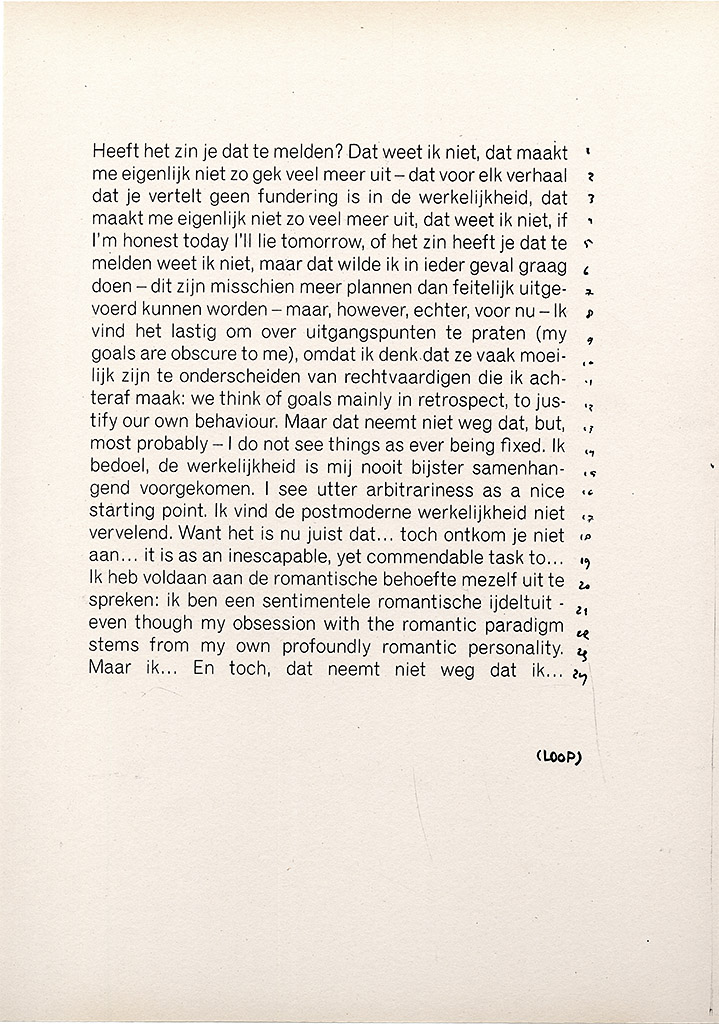 Heeft het zin je dat te melden? Dat weet ik niet, dat maakt 1
me eigenlijk niet zo gek veel meer uit – dat voor elk verhaal 2
dat je vertelt geen fundering is in de werkelijkheid, dat 3
maakt me eigenlijk niet zo veel meer uit, dat weet ik niet, if 4
I'm honest today I'll lie tomorrow, of het zin heeft je dat te 5
melden weet ik niet, maar dat wilde ik in ieder geval graag 6
doen – dit zijn misschien meer plannen dan feitelijk uitge- 7
voerd kunnen worden – maar, however, echter, voor nu – Ik 8
vind het lastig om over uitgangspunten te praten (my 9
goals are obscure to me), omdat ik denk dat ze vaak moei- 10
lijk zijn te onderscheiden van rechtvaardigen die ik ach- 11
teraf maak: we think of goals mainly in retrospect, to jus- 12
tify our own behaviour. Maar dat neemt niet weg dat, but, 13
most probably – I do not see things as ever being fixed. Ik 14
bedoel, de werkelijkheid is mij nooit bijster samenhan- 15
gend voorgekomen. I see utter arbitrariness as a nice 16
starting point. Ik vind de postmoderne werkelijkheid niet 17
vervelend. Want het is nu juist dat... toch ontkom je niet 18
aan... it is as an inescapable, yet commendable task to... 19
Ik heb voldaan aan de romantische behoefte mezelf uit te 20
spreken: ik ben een sentimentele romantische ijdeltuit - 21
even though my obsession with the romantic paradigm 22
stems from my own profoundly romantic personality. 23
Maar ik... En toch, dat neemt niet weg dat ik... 24
(LOOP)